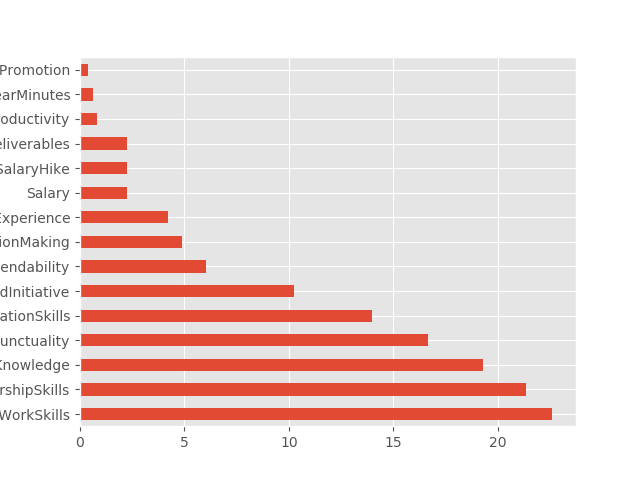 Promotion
earMinutes
oductivity
eliverables
SalaryHike
Salary
Experience
ionMaking
endability
dInitiative
ationSkills
unctuality
Knowledge
rshipSkills
WorkSkills
0 5 10 15 20